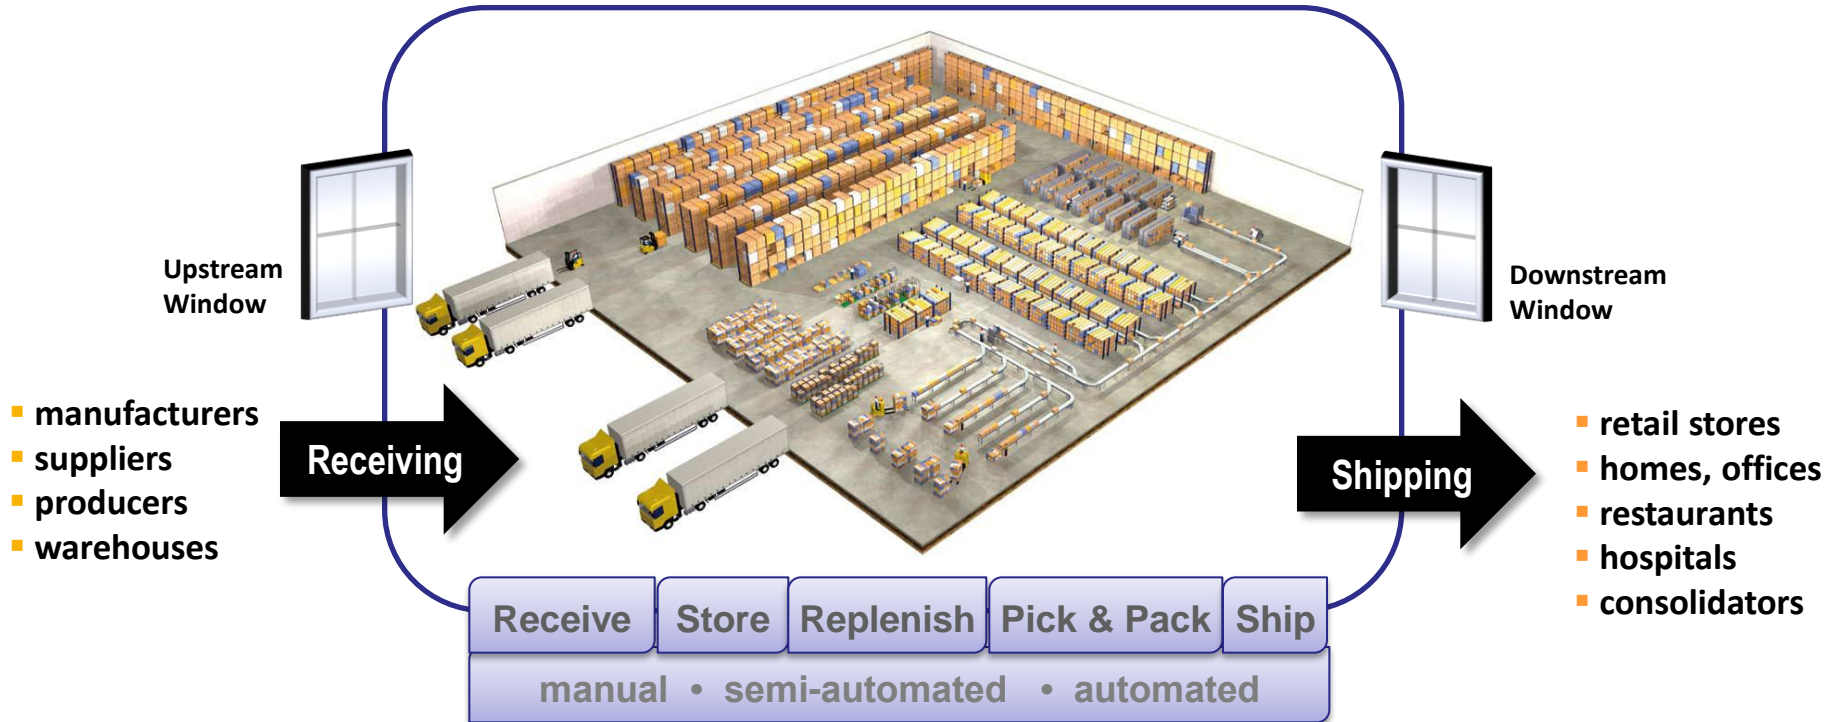 Upstream
Window
▪ manufacturers
▪ suppliers
▪ producers
▪ warehouses
Receiving
Downstream
Window
Shipping
▪ retail stores
▪ homes, offices
▪ restaurants
▪ hospitals
▪ consolidators
Receive Store Replenish Pick & Pack Ship
manual • semi-automated • automated